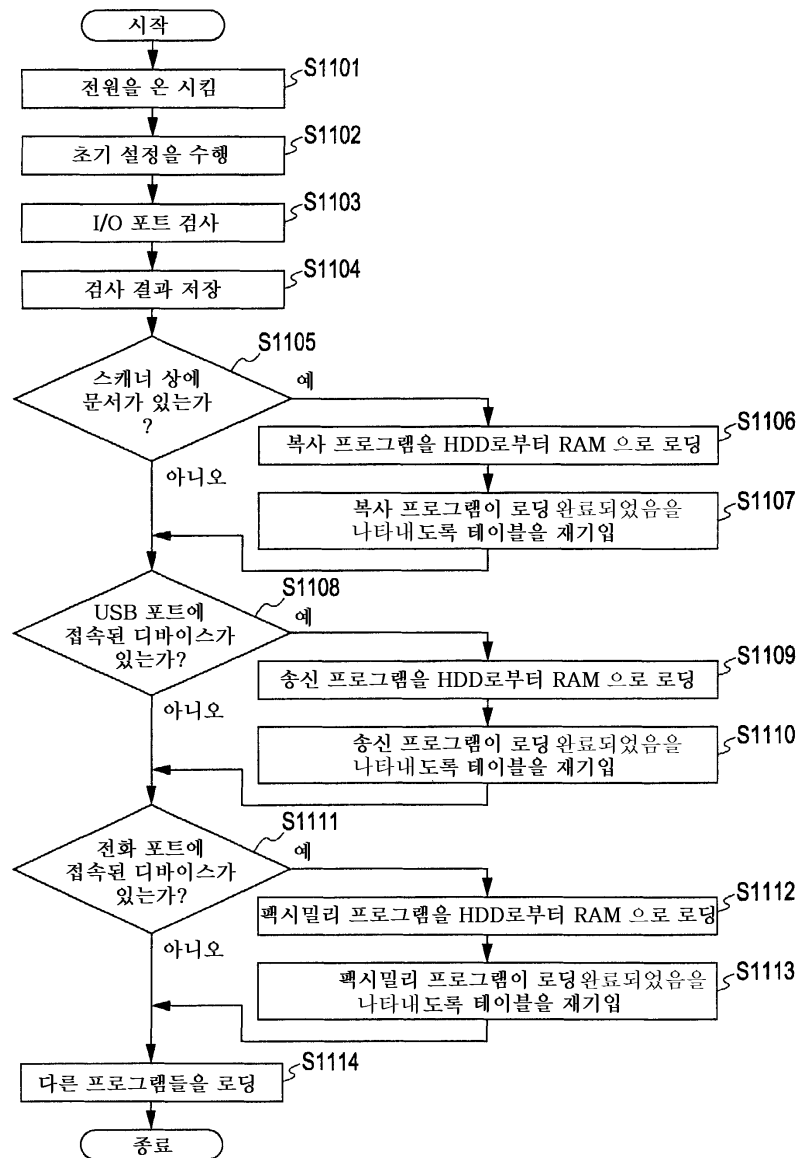 시작
S1101
전원을 온 시킴
S1102
초기 설정을 수행
S1103
I/O 포트 검사
S1104
검사 결과 저장
S1105
스캐너 상에
문서가 있는가
?
예
아니오
S1106
복사 프로그램을 HDD로부터 RAM 으로 로딩
S1107
복사 프로그램이 로딩 완료되었음을
나타내도록 테이블을 재기입
S1108
USB 포트에
접속된 디바이스가
있는가?
예
아니오
S1109
송신 프로그램을 HDD로부터 RAM 으로 로딩
S1110
송신 프로그램이 로딩 완료되었음을
나타내도록 테이블을 재기입
S1111
전화 포트에
접속된 디바이스가
있는가?
예
아니오
S1112
팩시밀리 프로그램을 HDD로부터 RAM 으로 로딩
S1113
팩시밀리 프로그램이 로딩 완료되었음을
나타내도록 테이블을 재기입
S1114
다른 프로그램들을 로딩
종료